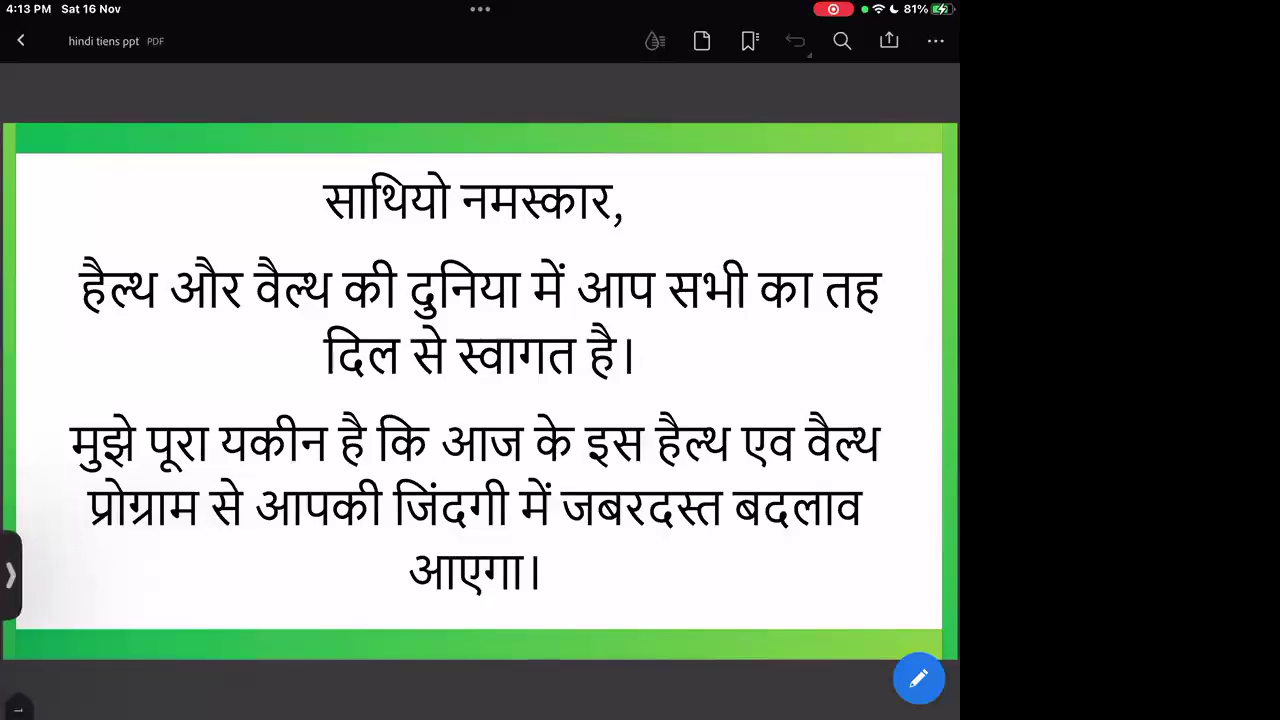 4:13 PM Sat 16 Nov
81%
hindi tiens ppt PDF
साथियो नमस्कार,
हैल्थ और वैल्थ की दुनिया में आप सभी का तह
दिल से स्वागत है।
मुझे पूरा यकीन है कि आज के इस हैल्थ एव वैल्थ
प्रोग्राम से आपकी जिंदगी में जबरदस्त बदलाव
आएगा।